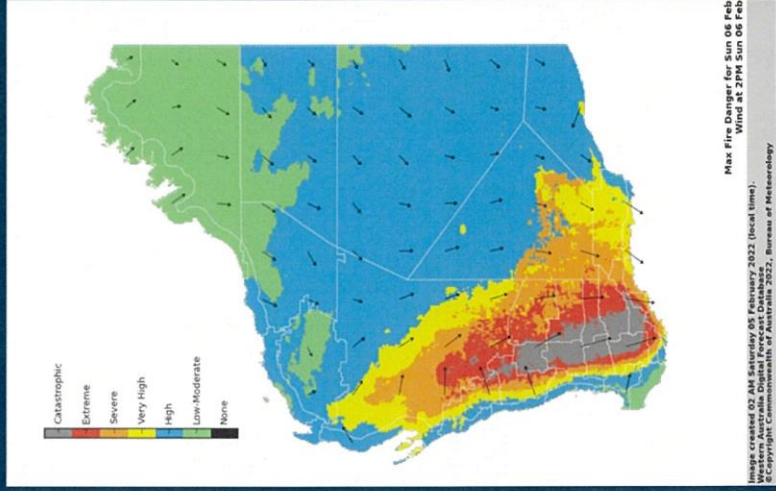 Catastrophic
Extreme
Severe
Very High
High
Low-Moderate
None
Max Fire Danger for Sun 06 Feb
Wind at 2PM Sun 06 Feb
Image created 02 AM Saturday 05 February 2022 (local time).
Western Australia Digital Forecast Database
©Copyright Commonwealth of Australia 2022, Bureau of Meteorology